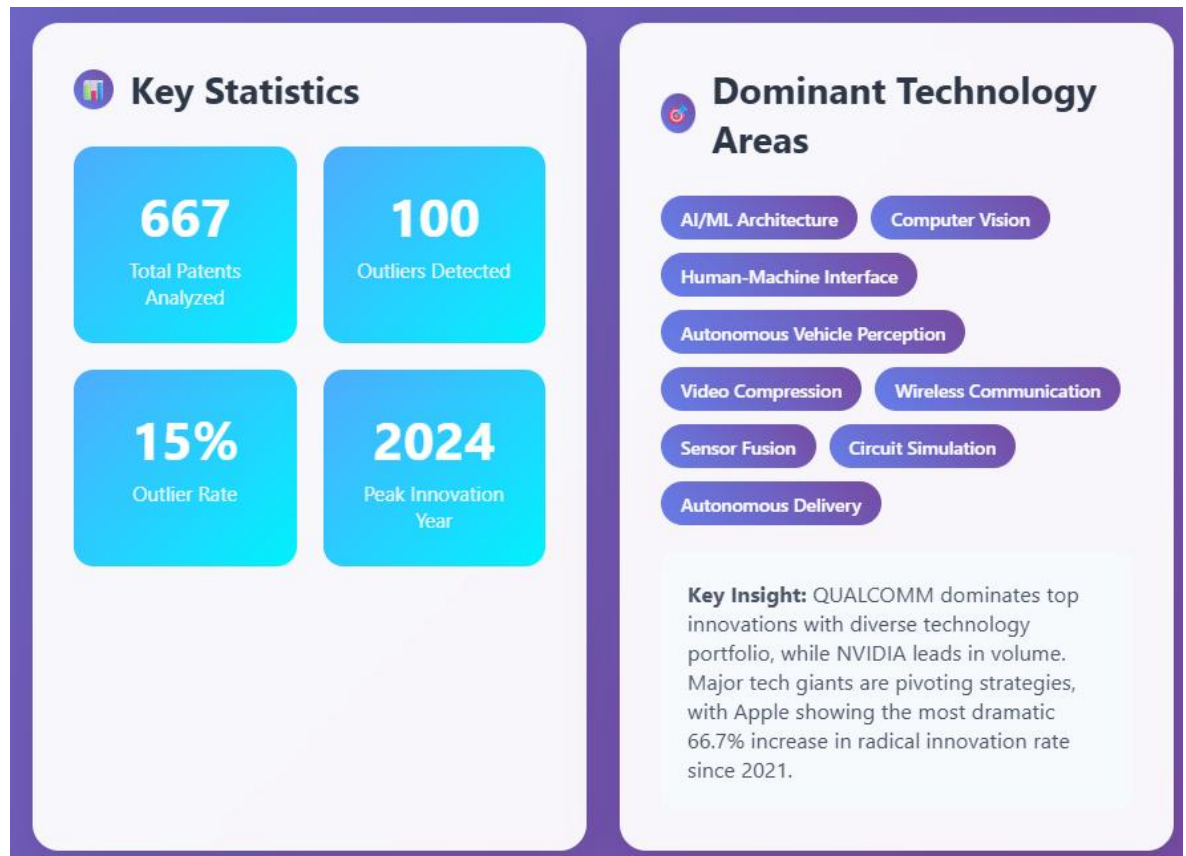 Key Statistics
667
Total Patents
Analyzed
100
Outliers Detected
15%
Outlier Rate
2024
Peak Innovation
Year
Dominant Technology
Areas
AI/ML Architecture
Computer Vision
Human-Machine Interface
Autonomous Vehicle Perception
Video Compression
Wireless Communication
Sensor Fusion
Circuit Simulation
Autonomous Delivery
Key Insight: QUALCOMM dominates top
innovations with diverse technology
portfolio, while NVIDIA leads in volume.
Major tech giants are pivoting strategies,
with Apple showing the most dramatic
66.7% increase in radical innovation rate
since 2021.